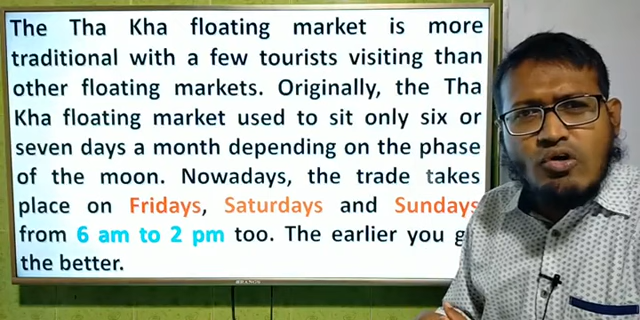 The Tha Kha floating market is more
traditional with a few tourists visiting than
other floating markets. Originally, the Tha
Kha floating market used to sit only six or
seven days a month depending on the phase
of the moon. Nowadays, the trade takes
place on Fridays, Saturdays and Sundays
from 6 am to 2 pm too. The earlier you g
the better.